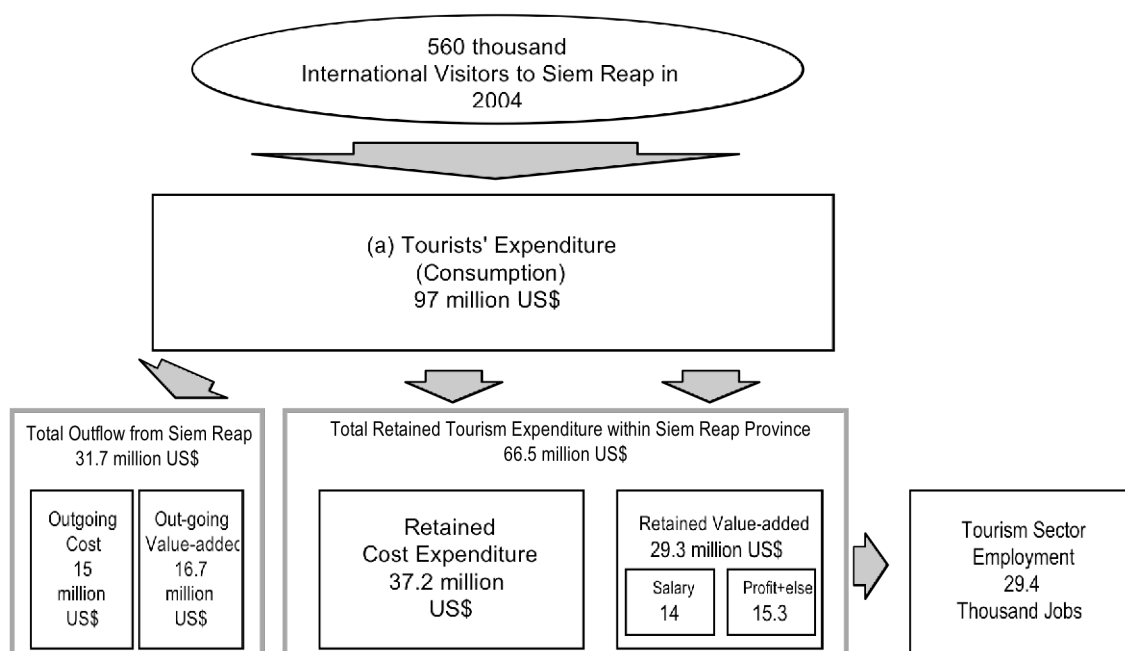 560 thousand
International Visitors to Siem Reap in
2004
(a) Tourists' Expenditure
(Consumption)
97 million US$
Total Outflow from Siem Reap
31.7 million US$
Outgoing
Cost
15
million
US$
Out-going
Value-added
16.7
million
US$
Total Retained Tourism Expenditure within Siem Reap Province
66.5 million US$
Retained
Cost Expenditure
37.2 million
US$
Retained Value-added
29.3 million US$
Salary
14
Profit+else
15.3
Tourism Sector
Employment
29.4
Thousand Jobs